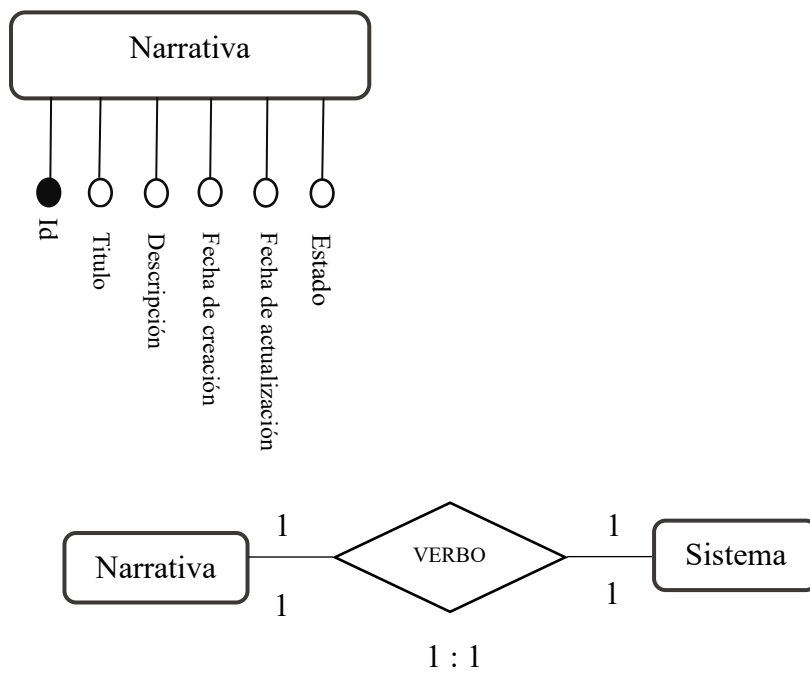 Narrativa
Id
Titulo
Descripción
Fecha de creación
Fecha de actualización
Estado
1
1
Narrativa
VERBO
Sistema
1
1
1 : 1